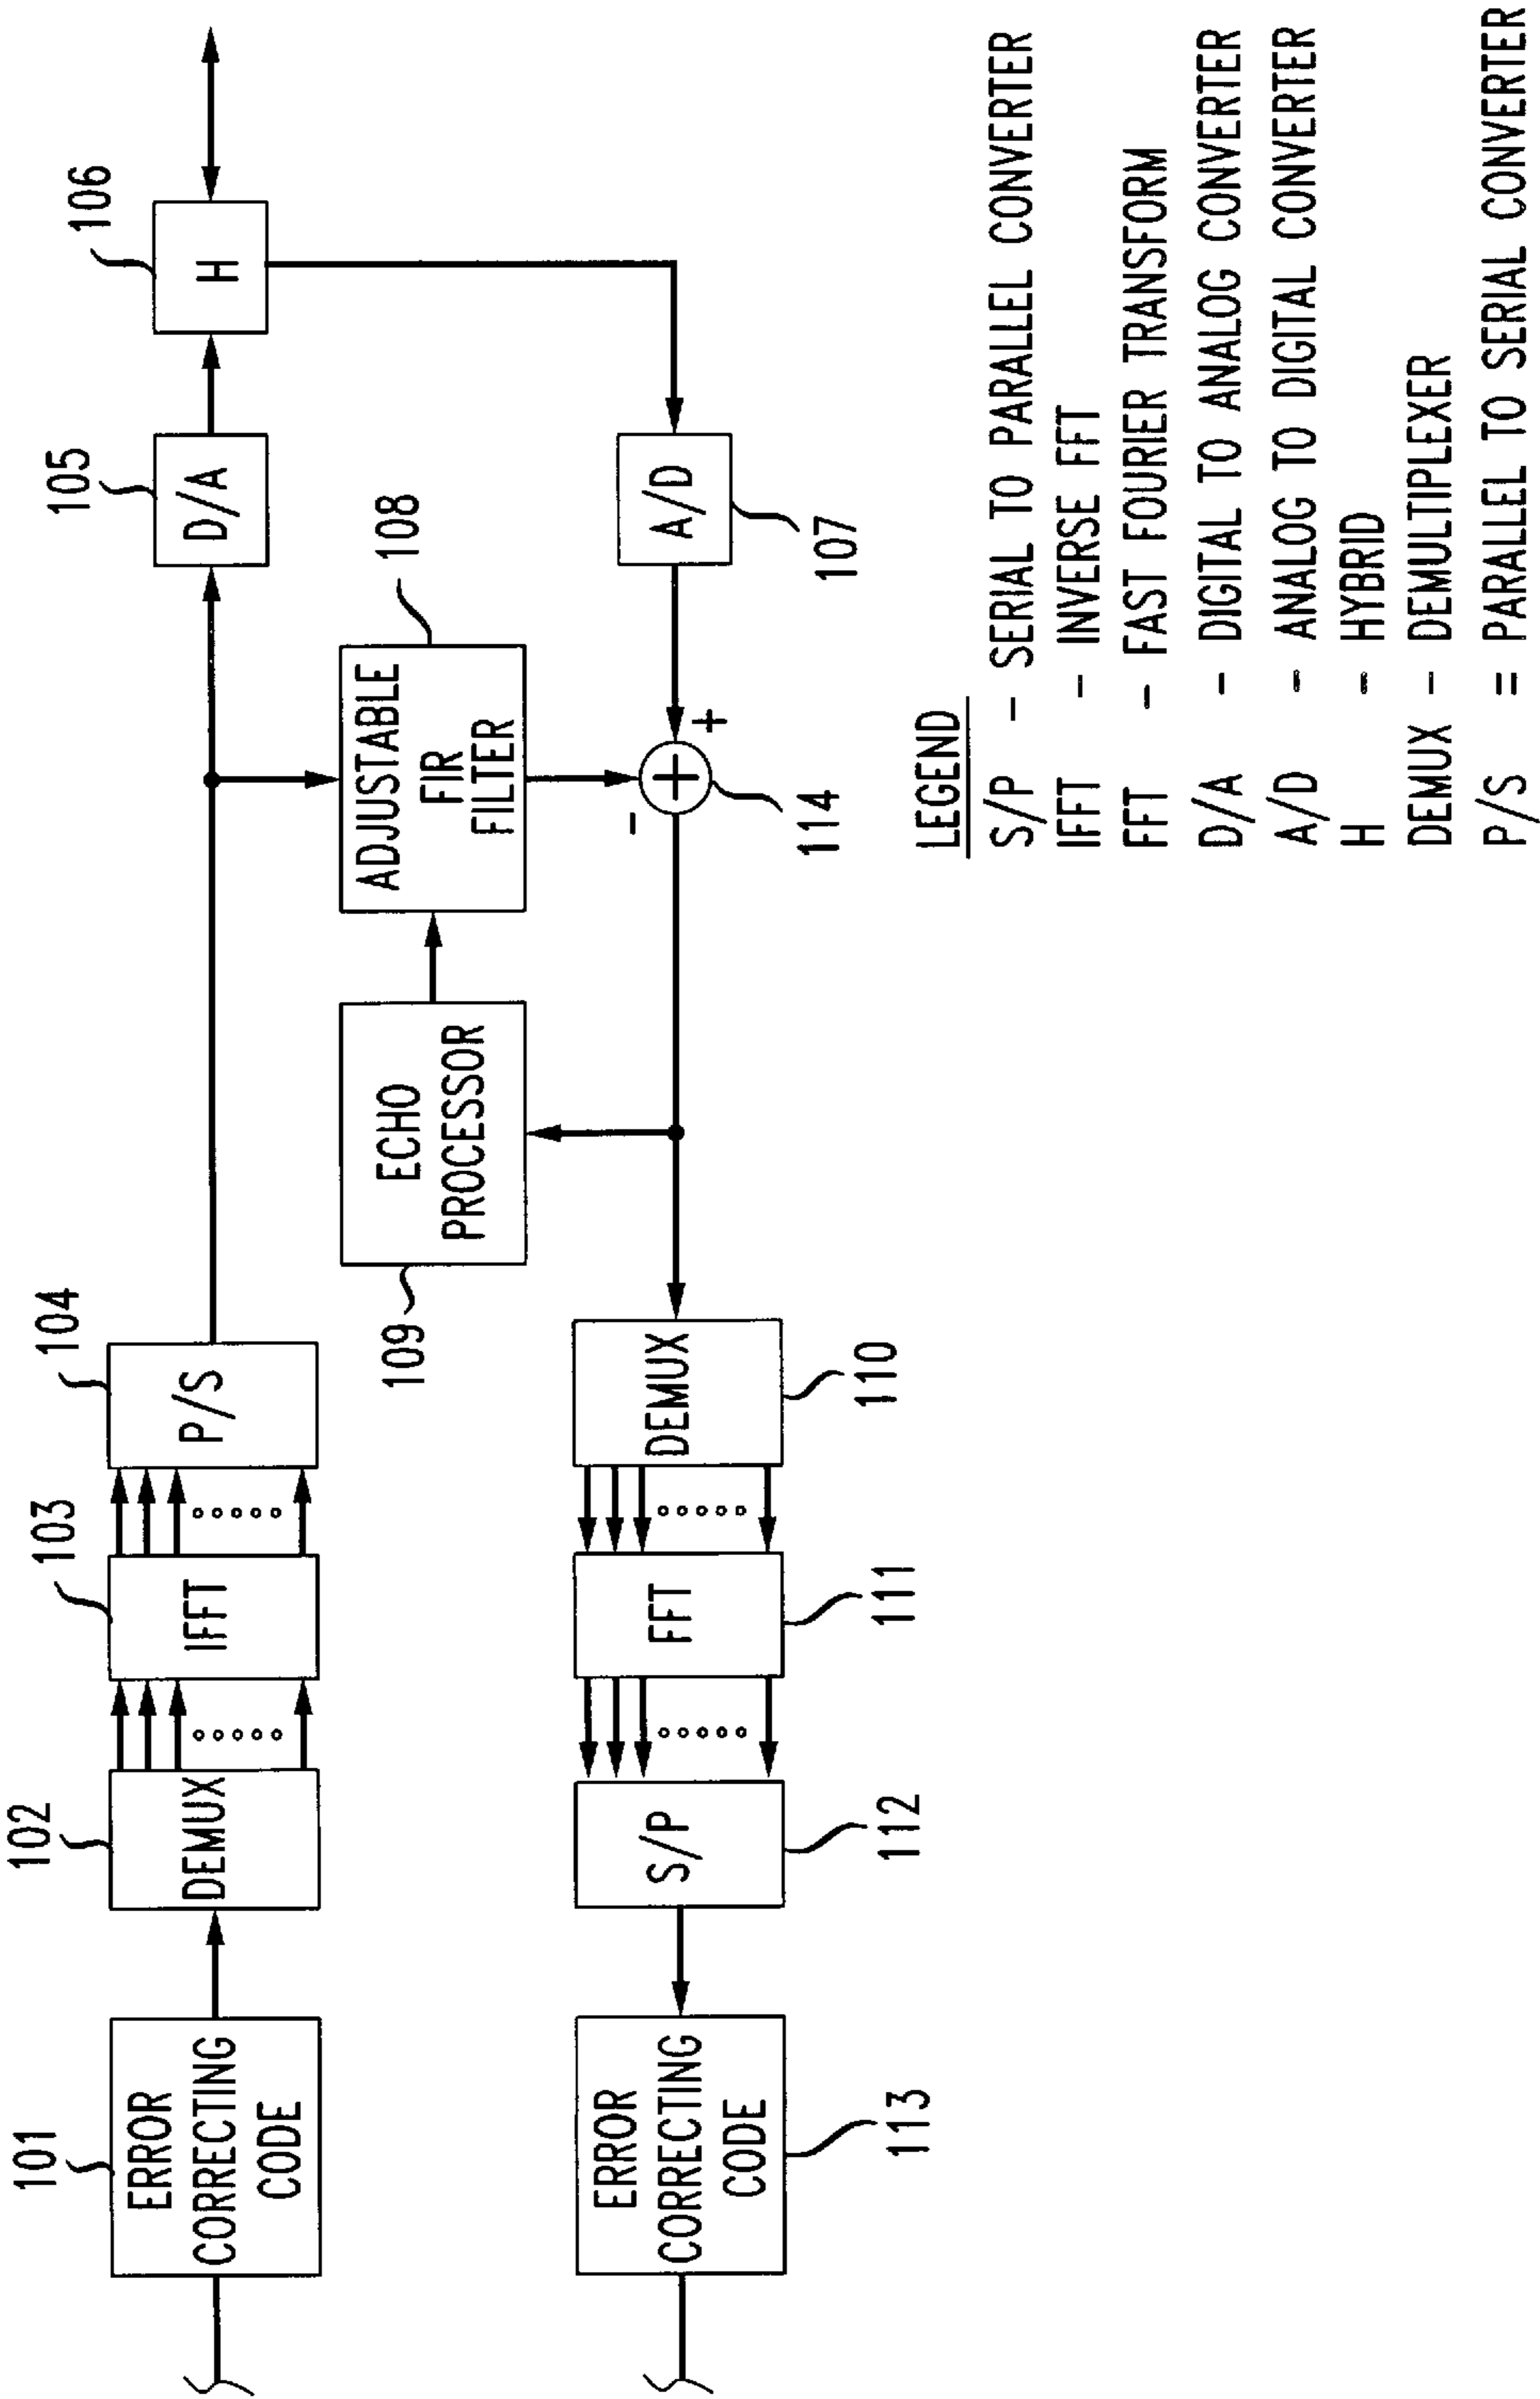 101
ERROR
CORRECTING
CODE
102
DEMUX
103
IFFT
104
P/S
105
D/A
106
H
109
ECHO
PROCESSOR
108
ADJUSTABLE
FIR
FILTER
-
+
114
A/D
107
DEMUX
110
FFT
111
S/P
112
ERROR
CORRECTING
CODE
113
LEGEND
S/P - SERIAL TO PARALLEL CONVERTER
IFFT - INVERSE FFT
FFT - FAST FOURIER TRANSFORM
D/A - DIGITAL TO ANALOG CONVERTER
A/D - ANALOG TO DIGITAL CONVERTER
H - HYBRID
DEMUX - DEMULTIPLEXER
P/S = PARALLEL TO SERIAL CONVERTER